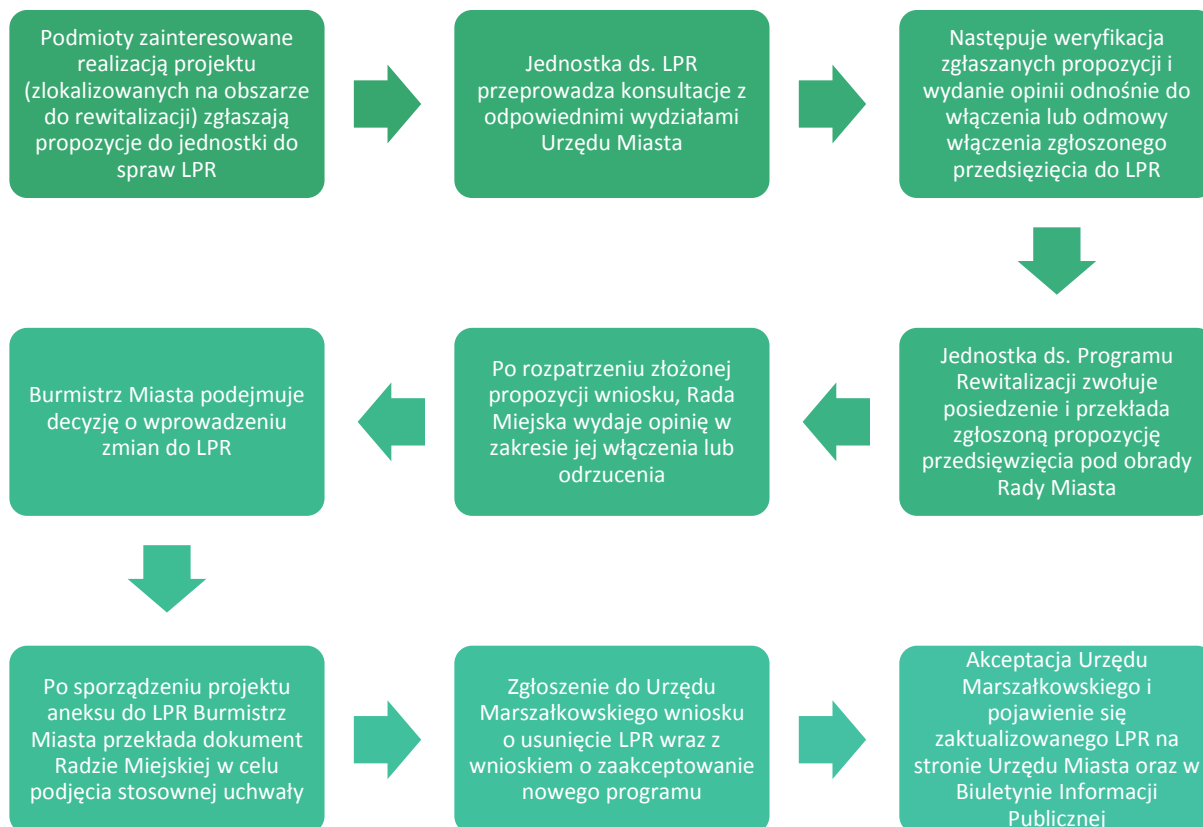 Podmioty zainteresowane
realizacją projektu
(zlokalizowanych na obszarze
do rewitalizacji) zgłaszają
propozycje do jednostki do
spraw LPR
Jednostka ds. LPR
przeprowadza konsultacje z
odpowiednimi wydziałami
Urzędu Miasta
Następuje weryfikacja
zgłaszanych propozycji i
wydanie opinii odnośnie do
włączenia lub odmowy
włączenia zgłoszonego
przedsięzięcia do LPR
Jednostka ds. Programu
Rewitalizacji zwołuje
posiedzenie i przekłada
zgłoszoną propozycję
przedsięwzięcia pod obrady
Rady Miasta
Po rozpatrzeniu złożonej
propozycji wniosku, Rada
Miejska wydaje opinię w
zakresie jej włączenia lub
odrzucenia
Burmistrz Miasta podejmuje
decyzję o wprowadzeniu
zmian do LPR
Po sporządzeniu projektu
aneksu do LPR Burmistrz
Miasta przekłada dokument
Radzie Miejskiej w celu
podjęcia stosownej uchwały
Zgłoszenie do Urzędu
Marszałkowskiego wniosku
o usunięcie LPR wraz z
wnioskiem o zaakceptowanie
nowego programu
Akceptacja Urzędu
Marszałkowskiego i
pojawienie się
zaktualizowanego LPR na
stronie Urzędu Miasta oraz w
Biuletynie Informacji
Publicznej